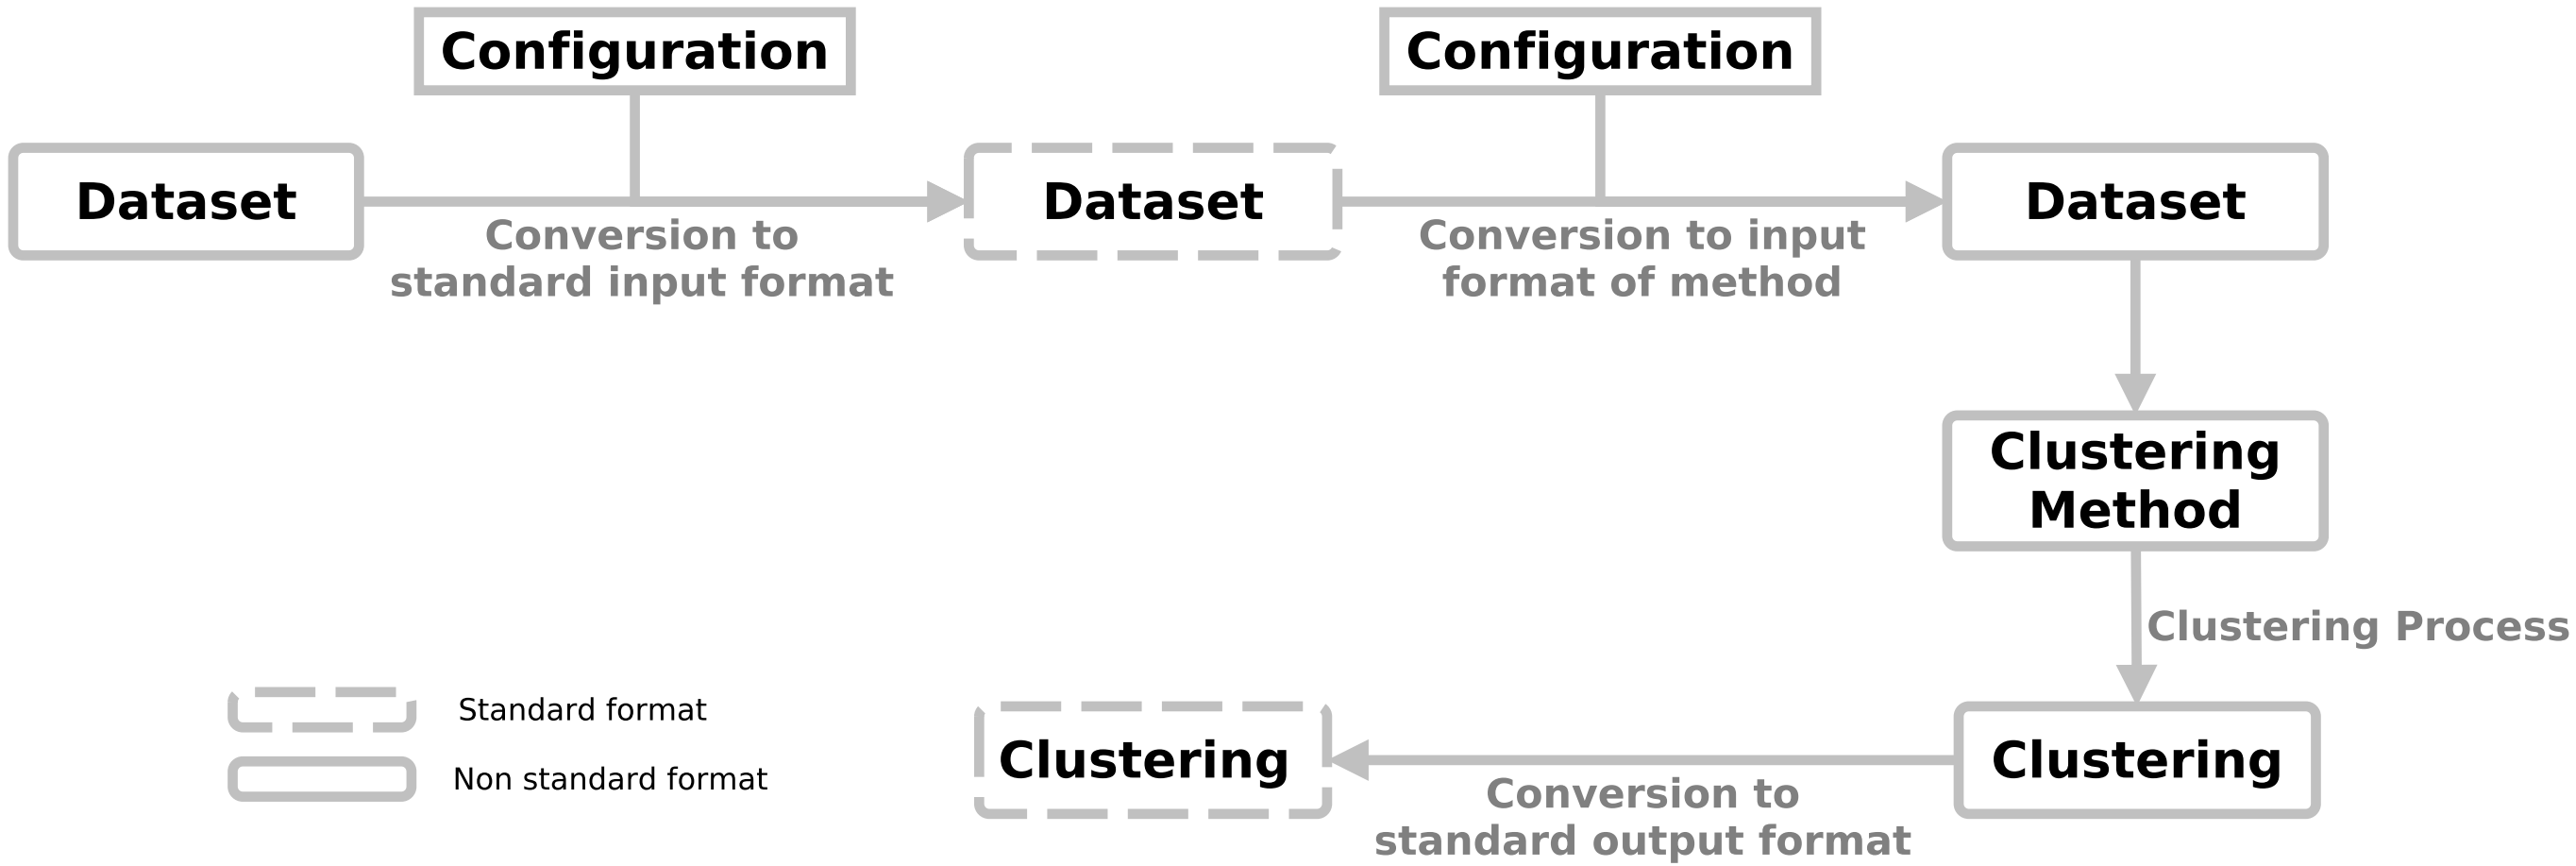 Configuration
Configuration
Dataset
Dataset
Dataset
Conversion to
standard input format
Conversion to input
format of method
Clustering
Method
Clustering Process
Standard format
Non standard format
Clustering
Clustering
Conversion to
standard output format